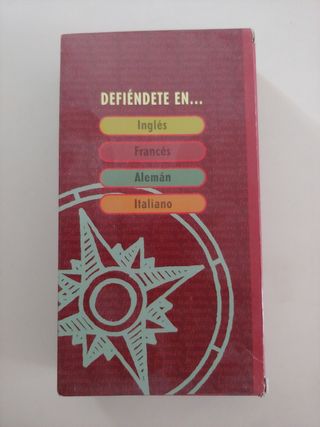 DEFIÉNDETE EN...
Inglés
Francés
Alemán
Italiano